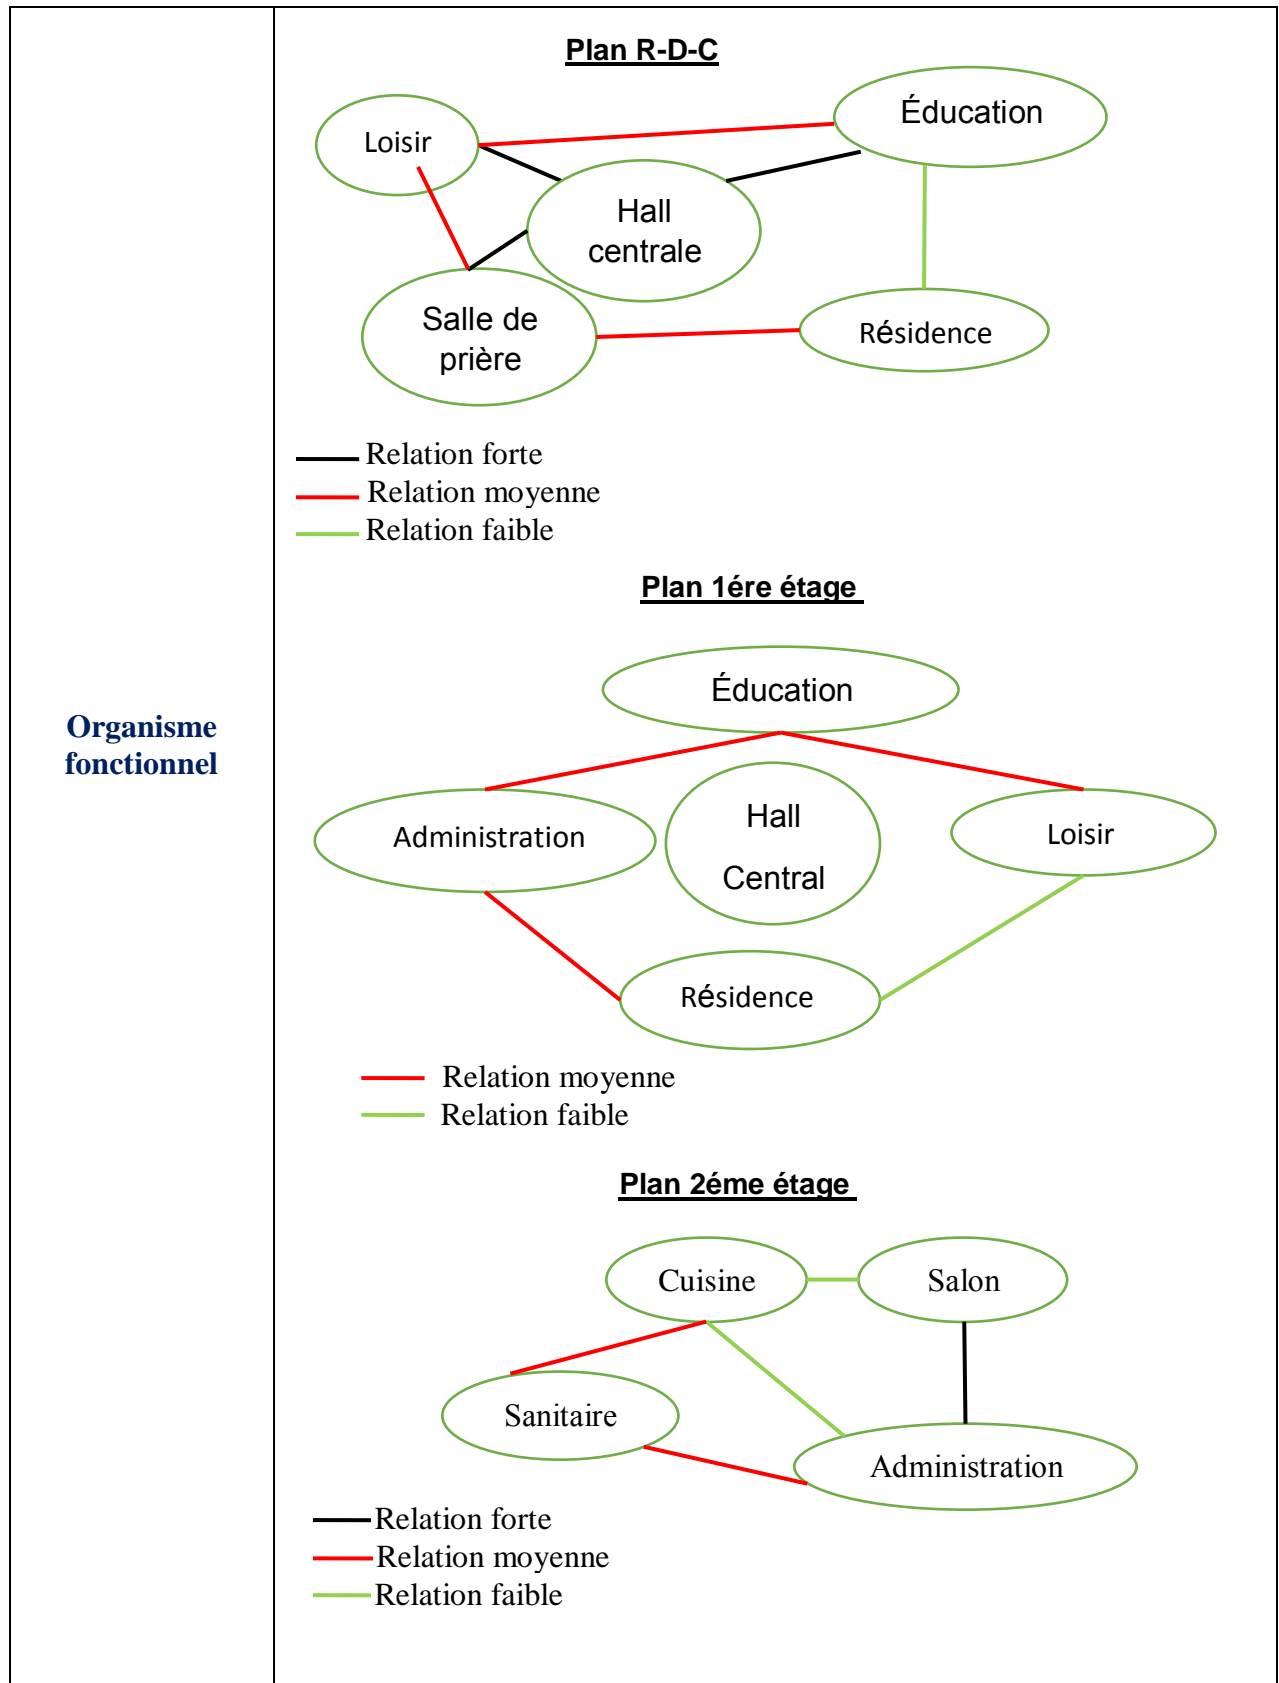 Organisme
fonctionnel
Plan R-D-C
Loisir
Éducation
Hall
centrale
Salle de
prière
Résidence
Relation forte
Relation moyenne
Relation faible
Plan 1ére étage
Éducation
Administration
Hall
Central
Loisir
Résidence
Relation moyenne
Relation faible
Plan 2éme étage
Cuisine
Salon
Sanitaire
Administration
Relation forte
Relation moyenne
Relation faible